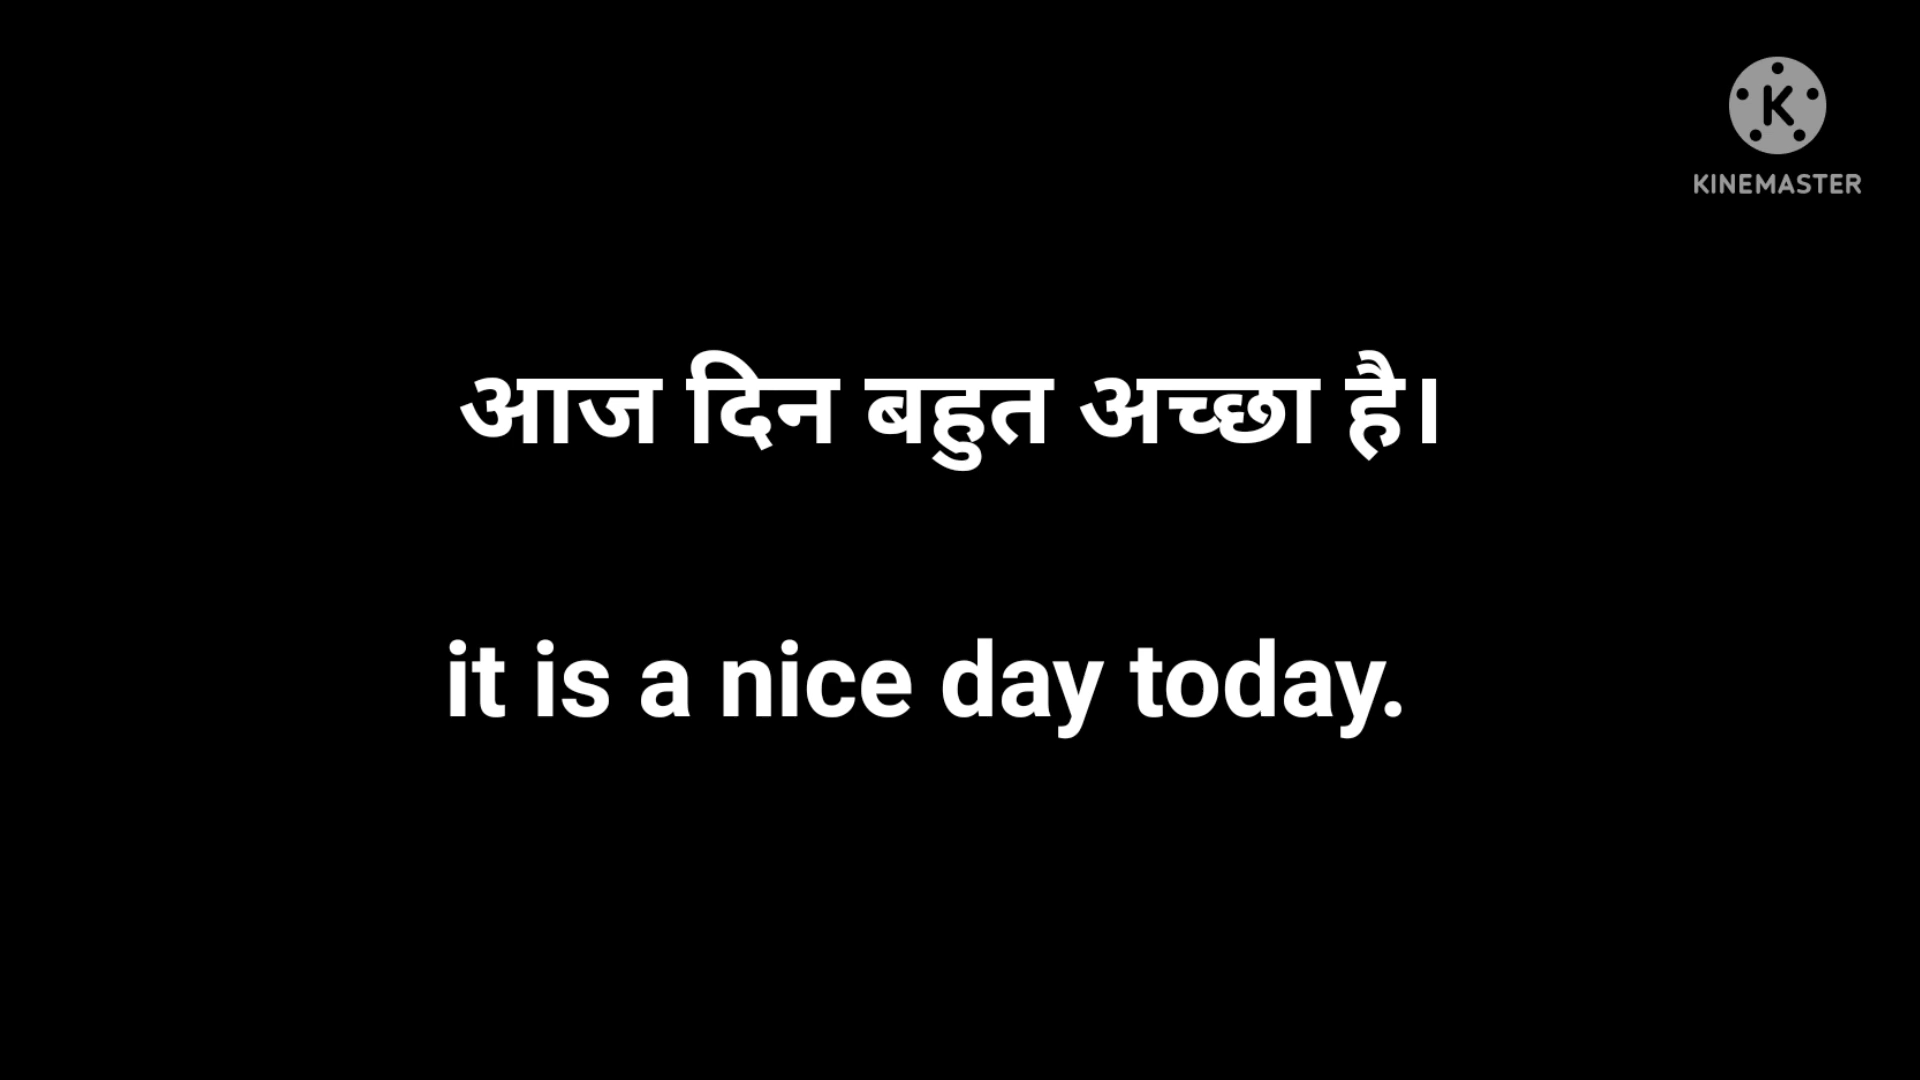 K
KINEMASTER
आज दिन बहुत अच्छा है।
it is a nice day today.